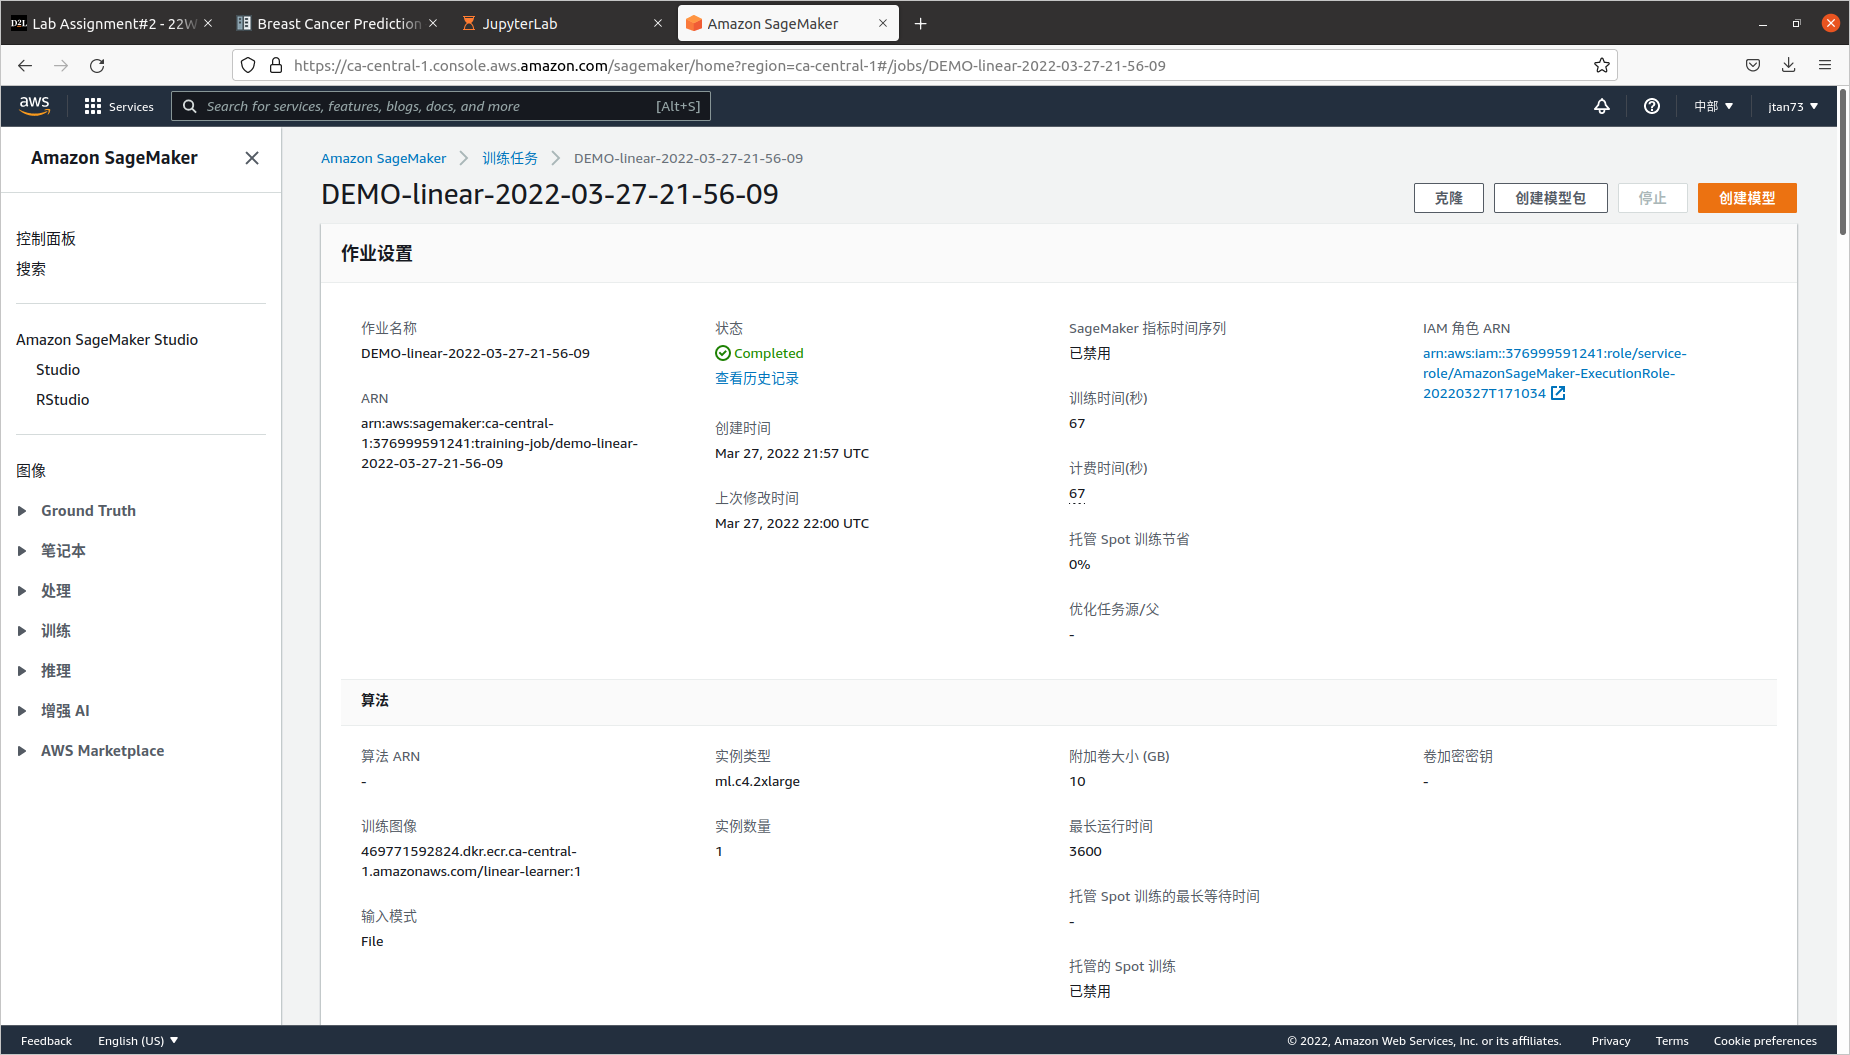 Lab Assignment#2 - 22W
Breast Cancer Prediction
JupyterLab
Amazon SageMaker
https://ca-central-1.console.aws.amazon.com/sagemaker/home?region=ca-central-1#/jobs/DEMO-linear-2022-03-27-21-56-09
aws
Services
Search for services, features, blogs, docs, and more
[Alt+S]
中部
jtan73
Amazon SageMaker
控制面板
搜索
Amazon SageMaker Studio
Studio
RStudio
图像
Ground Truth
笔记本
处理
训练
推理
增强 AI
AWS Marketplace
Amazon SageMaker
训练任务
DEMO-linear-2022-03-27-21-56-09
DEMO-linear-2022-03-27-21-56-09
克隆
创建模型包
停止
创建模型
作业设置
作业名称
DEMO-linear-2022-03-27-21-56-09
ARN
arn:aws:sagemaker:ca-central-
1:376999591241:training-job/demo-linear-
2022-03-27-21-56-09
状态
Completed
查看历史记录
创建时间
Mar 27, 2022 21:57 UTC
上次修改时间
Mar 27, 2022 22:00 UTC
SageMaker 指标时间序列
已禁用
训练时间(秒)
67
计费时间(秒)
67
托管 Spot 训练节省
0%
优化任务源/父
-
IAM 角色 ARN
arn:aws:iam::376999591241:role/service-
role/AmazonSageMaker-ExecutionRole-
20220327T171034
算法
算法 ARN
-
训练图像
469771592824.dkr.ecr.ca-central-
1.amazonaws.com/linear-learner:1
输入模式
File
实例类型
ml.c4.2xlarge
实例数量
1
附加卷大小 (GB)
10
最长运行时间
3600
托管 Spot 训练的最长等待时间
-
托管的 Spot 训练
已禁用
卷加密密钥
-
Feedback
English (US)
© 2022, Amazon Web Services, Inc. or its affiliates.
Privacy
Terms
Cookie preferences